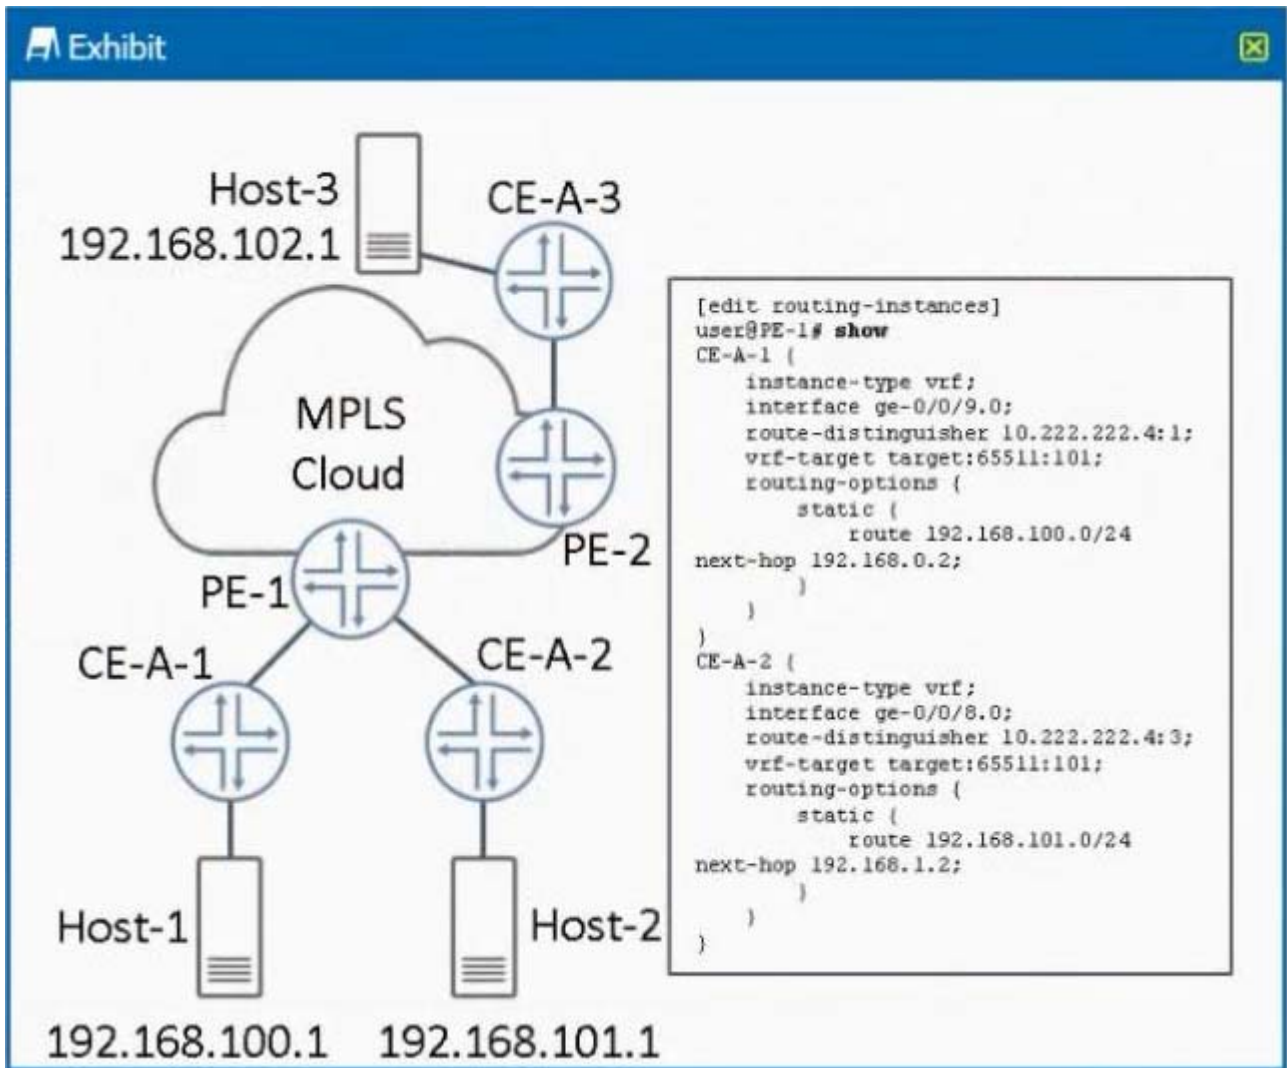 Exhibit
Host-3
192.168.102.1
CE-A-3
MPLS
Cloud
PE-2
PE-1
CE-A-1
CE-A-2
Host-1
Host-2
192.168.100.1
192.168.101.1
[edit routing-instances]
user@PE-1# show
CE-A-1 {
    instance-type vrf;
    interface ge-0/0/9.0;
    route-distinguisher 10.222.222.4:1;
    vrf-target target:65511:101;
    routing-options {
        static {
            route 192.168.100.0/24
next-hop 192.168.0.2;
        }
    }
}
CE-A-2 {
    instance-type vrf;
    interface ge-0/0/8.0;
    route-distinguisher 10.222.222.4:3;
    vrf-target target:65511:101;
    routing-options {
        static {
            route 192.168.101.0/24
next-hop 192.168.1.2;
        }
    }
}